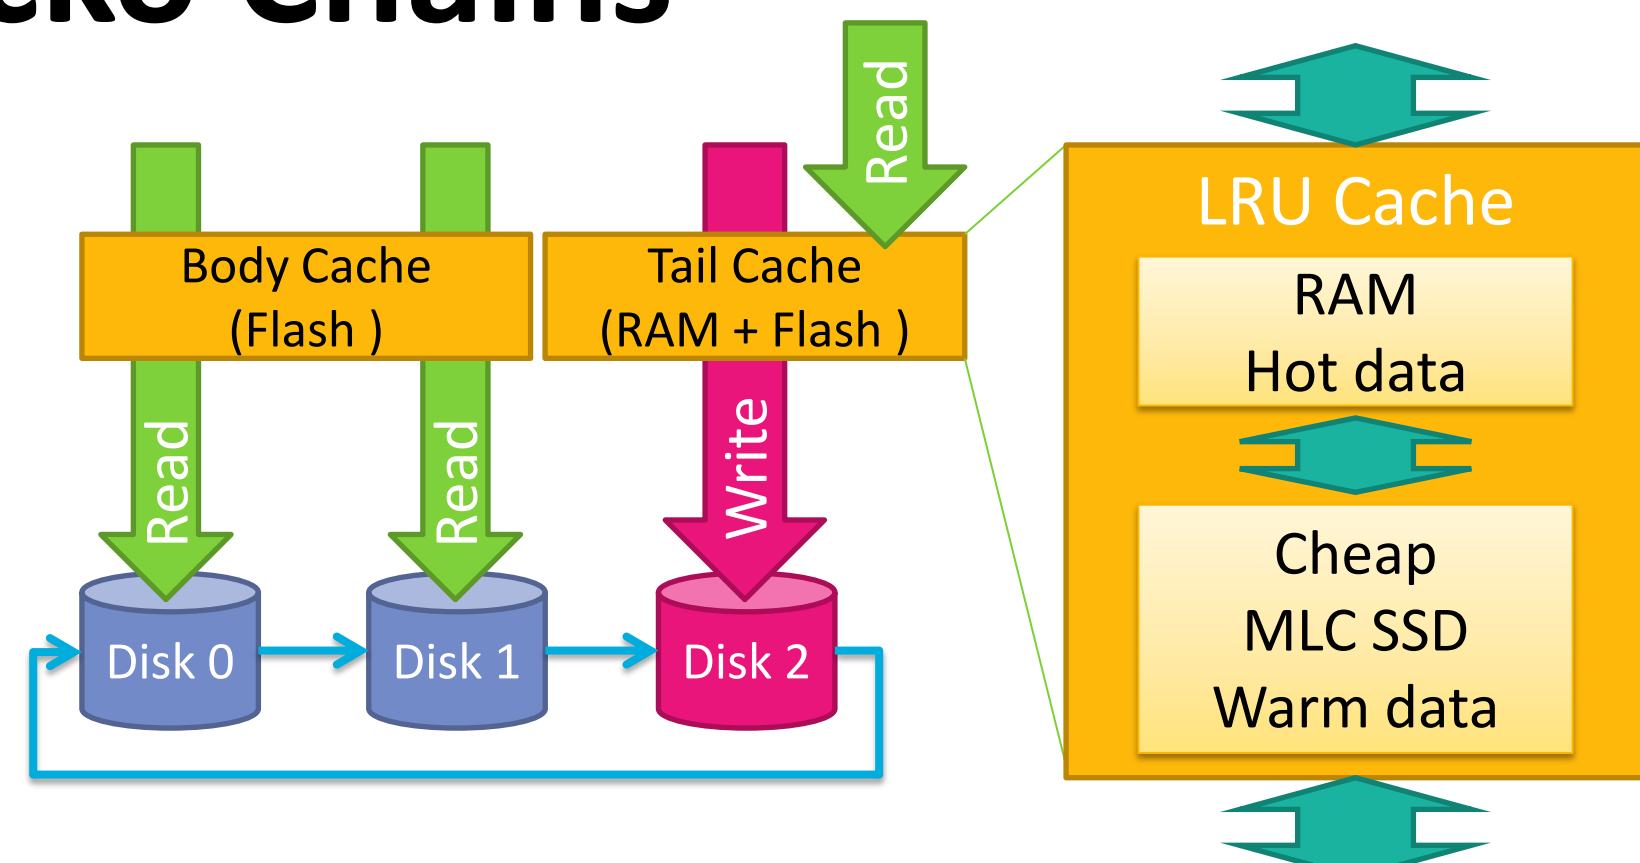 Chains
Read
Body Cache
(Flash )
Tail Cache
(RAM + Flash )
Read
Read
Write
Disk 0
Disk 1
Disk 2
LRU Cache
RAM
Hot data
Cheap
MLC SSD
Warm data